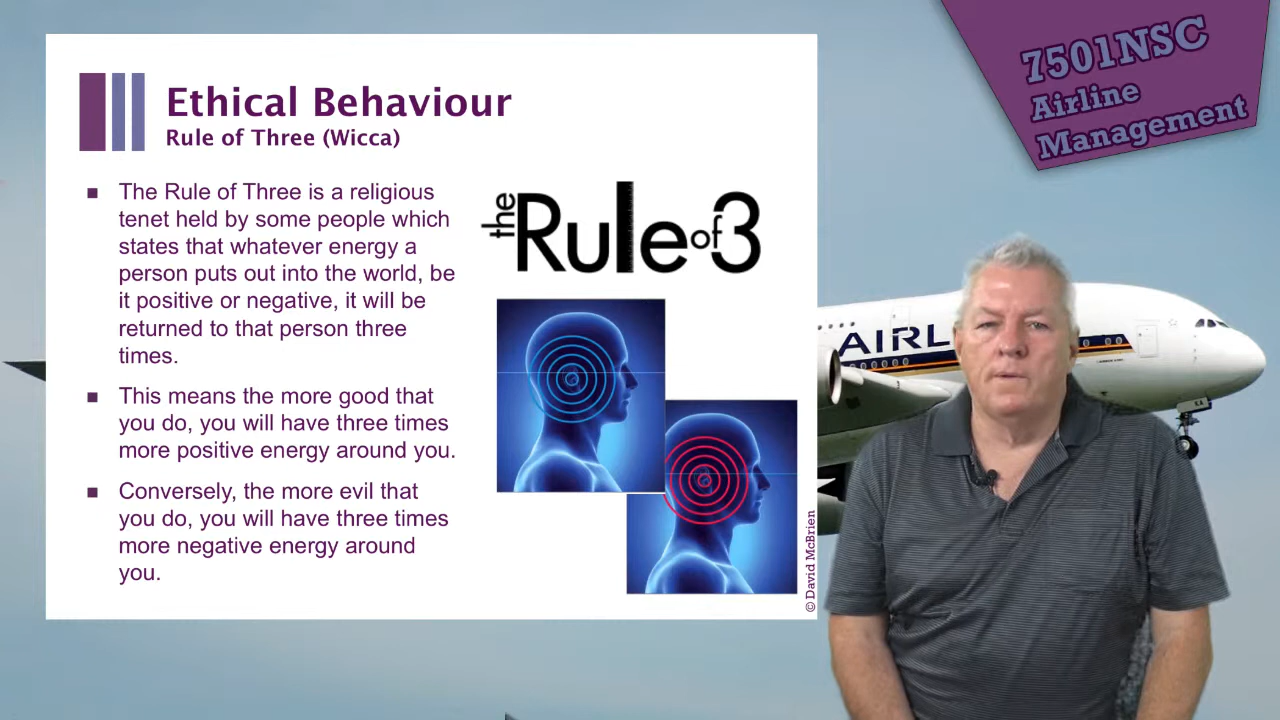 Ethical Behaviour
Rule of Three (Wicca)
■ The Rule of Three is a religious
tenet held by some people which
states that whatever energy a
person puts out into the world, be
it positive or negative, it will be
returned to that person three
times.
■ This means the more good that
you do, you will have three times
more positive energy around you.
■ Conversely, the more evil that
you do, you will have three times
more negative energy around
you.
the Rule of 3
© David McBrien
7501NSC
Airline
Management
AIRL